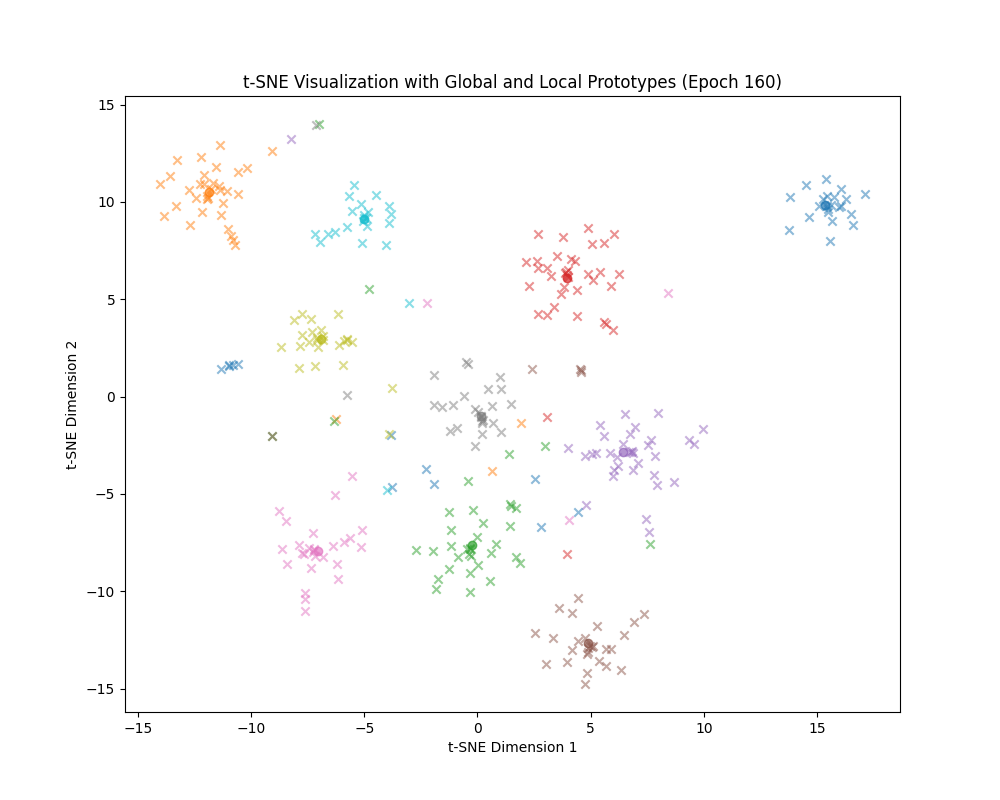 t-SNE Visualization with Global and Local Prototypes (Epoch 160)
15
10
5
0
−5
−10
−15
t-SNE Dimension 2
−15 −10 −5 0 5 10 15
t-SNE Dimension 1